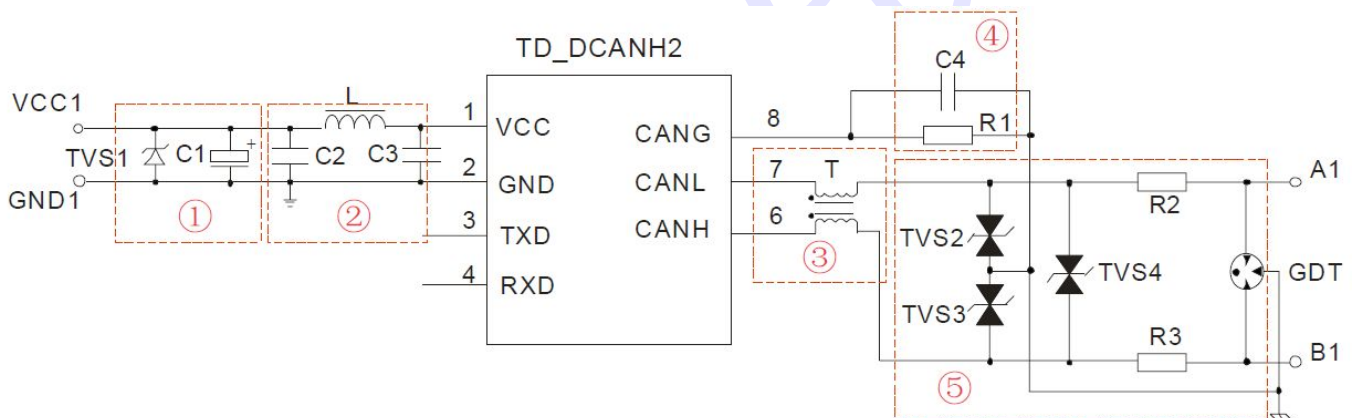 TD_DCANH2
④
C4
R1
VCC1
L
1
VCC
CANG
8
TVS1
C1
+
C2
C3
2
GND
CANL
7
T
A1
GND1
①
②
3
TXD
CANH
6
③
R2
4
RXD
TVS2
TVS4
GDT
TVS3
R3
⑤
B1